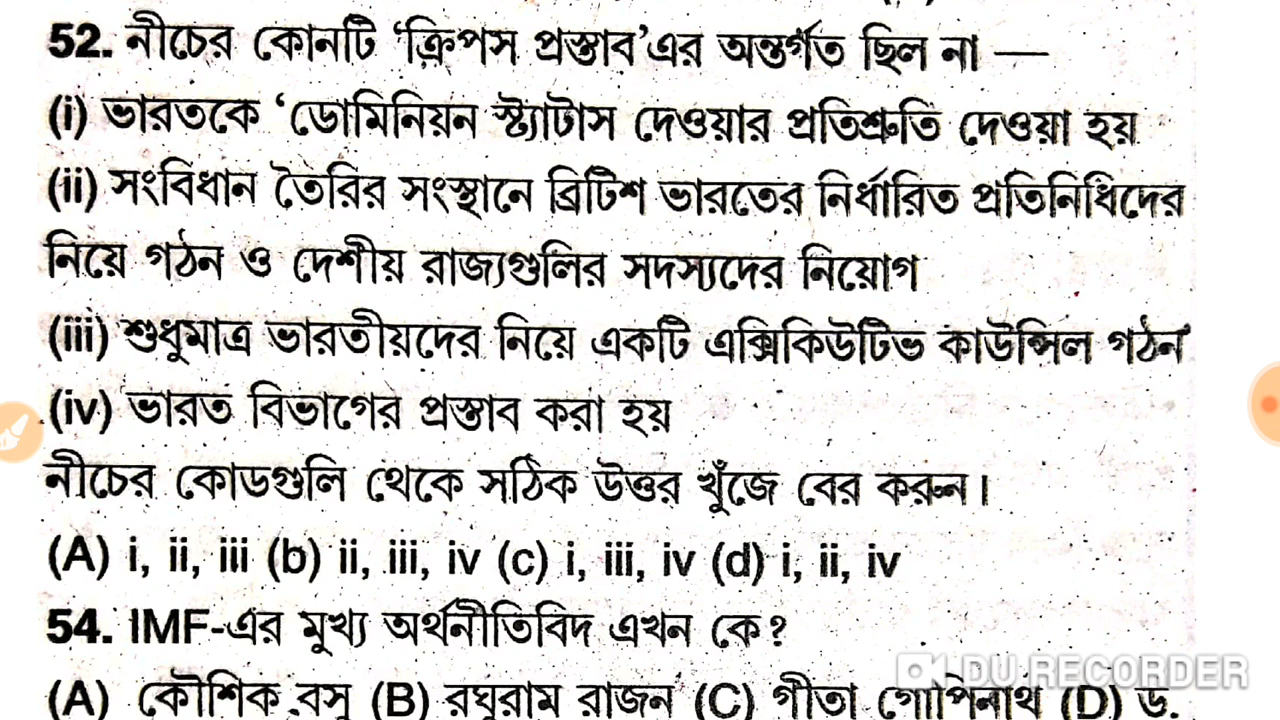 52. নীচের কোনটি ‘ক্রিপস প্রস্তাব’এর অন্তর্গত ছিল না —
(i) ভারতকে ‘ডোমিনিয়ন স্ট্যাটাস দেওয়ার প্রতিশ্রুতি দেওয়া হয়
(ii) সংবিধান তৈরির সংস্থানে ব্রিটিশ ভারতের নির্ধারিত প্রতিনিধিদের
নিয়ে গঠন ও দেশীয় রাজ্যগুলির সদস্যদের নিয়োগ
(iii) শুধুমাত্র ভারতীয়দের নিয়ে একটি এক্সিকিউটিভ কাউন্সিল গঠন
(iv) ভারত বিভাগের প্রস্তাব করা হয়
নীচের কোডগুলি থেকে সঠিক উত্তর খুঁজে বের করুন।
(A) i, ii, iii (b) ii, iii, iv (c) i, iii, iv (d) i, ii, iv
54. IMF-এর মুখ্য অর্থনীতিবিদ এখন কে?
(A) কৌশিক বসু (B) রঘুরাম রাজন (C) গীতা গোপিনাথ (D) ড.
DU RECORDER